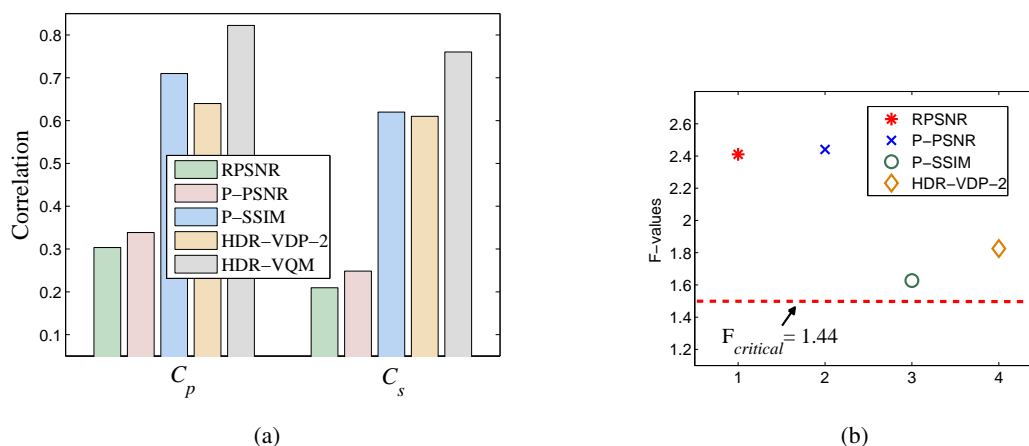 Correlation
0.8
0.7
0.6
0.5
0.4
0.3
0.2
0.1
RPSNR
P−PSNR
P−SSIM
HDR−VDP−2
HDR−VQM
C_p
C_s
(a)
F−values
2.6
2.4
2.2
2
1.8
1.6
1.4
1.2
RPSNR
P−PSNR
P−SSIM
HDR−VDP−2
F_critical = 1.44
1 2 3 4
(b)